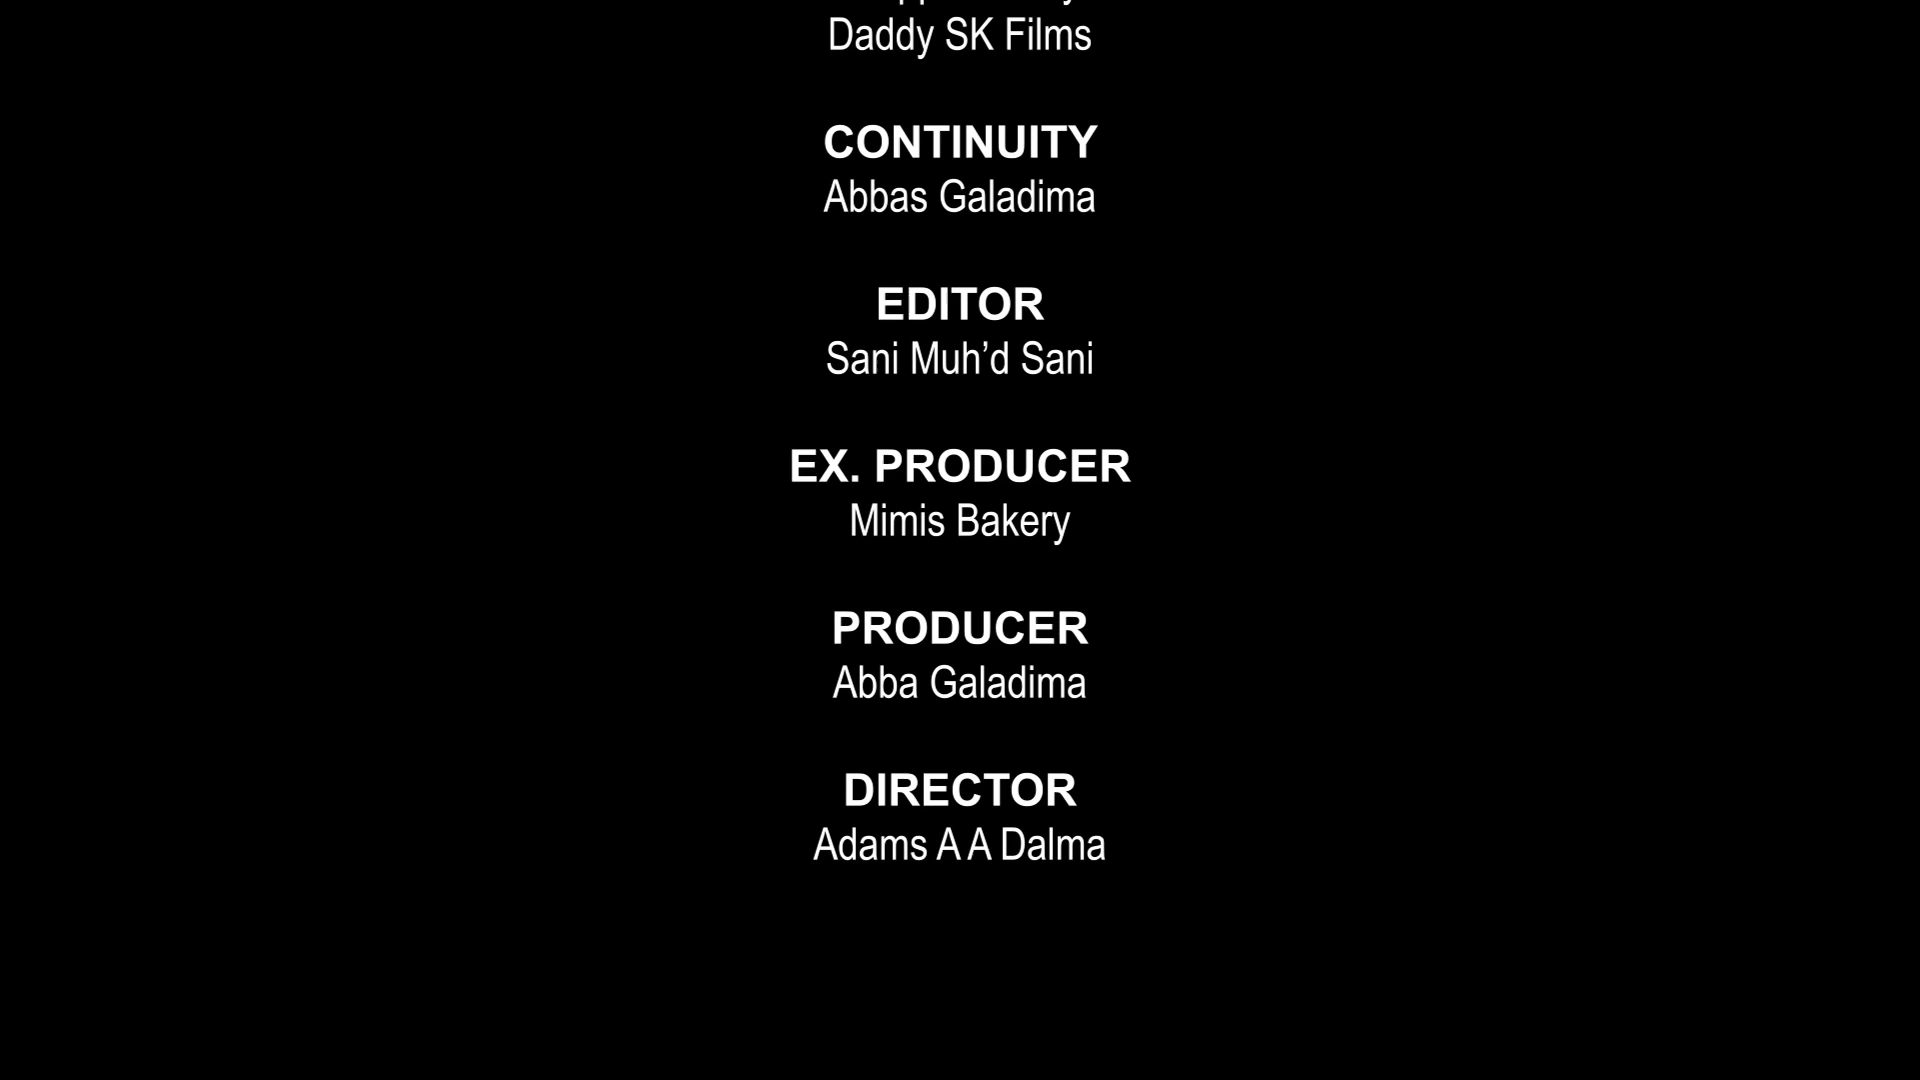 Daddy SK Films
CONTINUITY
Abbas Galadima
EDITOR
Sani Muh’d Sani
EX. PRODUCER
Mimis Bakery
PRODUCER
Abba Galadima
DIRECTOR
Adams A A Dalma